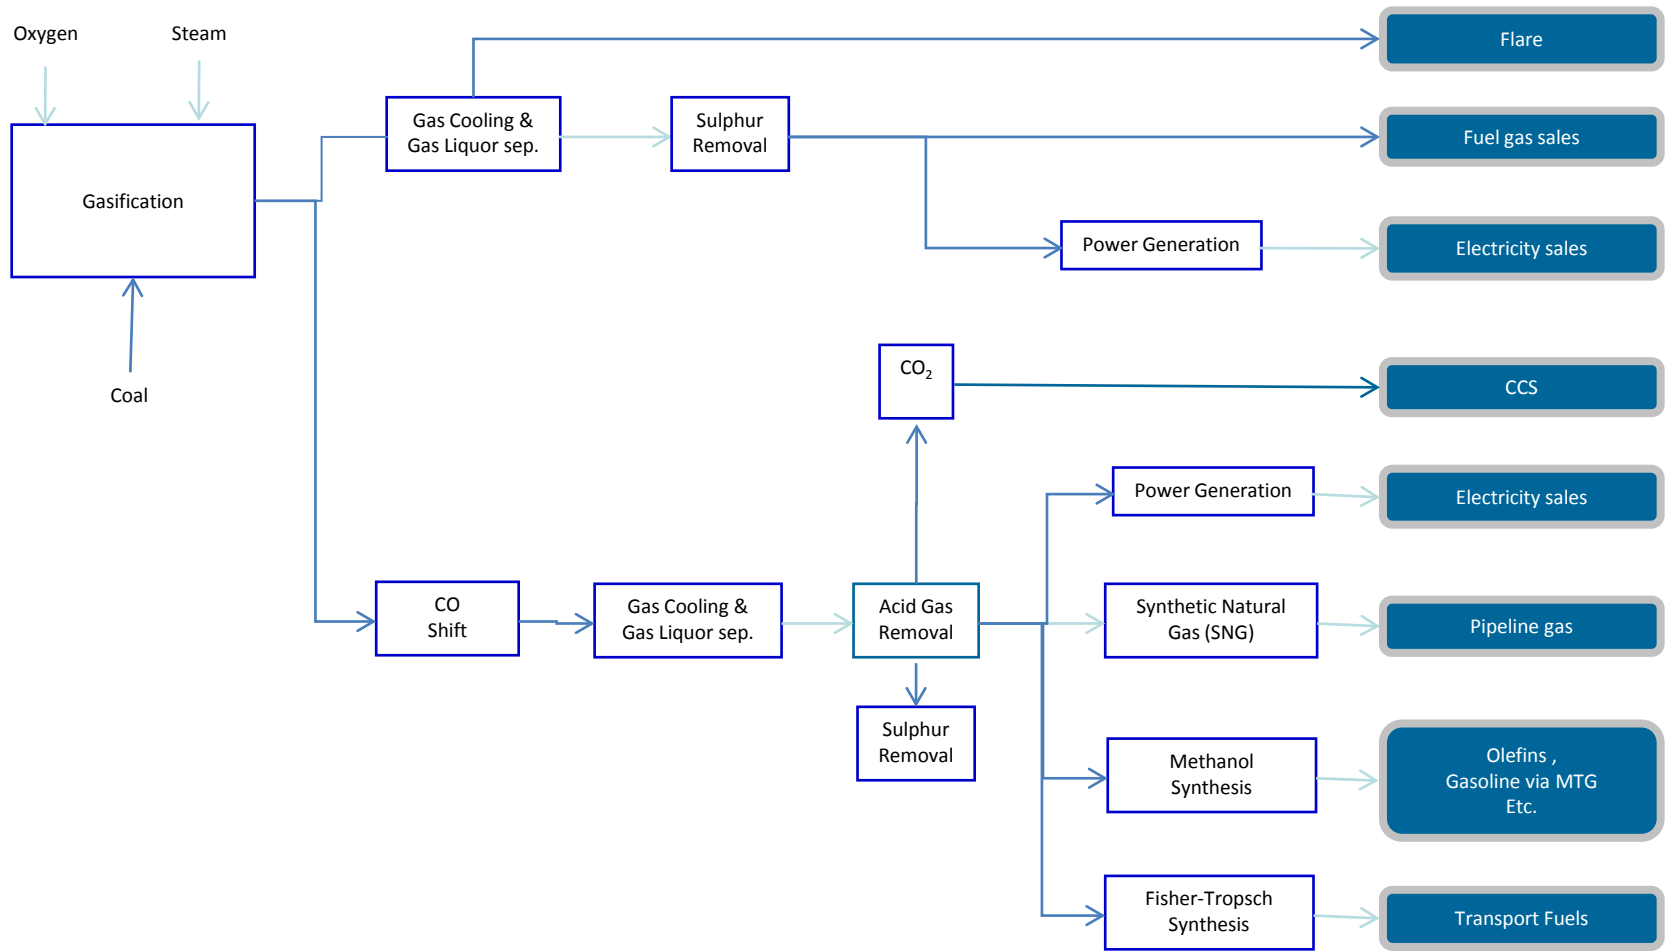 Oxygen
Steam
Flare
Gas Cooling &
Gas Liquor sep.
Sulphur
Removal
Fuel gas sales
Gasification
Power Generation
Electricity sales
Coal
CO2
CCS
Power Generation
Electricity sales
CO
Shift
Gas Cooling &
Gas Liquor sep.
Acid Gas
Removal
Synthetic Natural
Gas (SNG)
Pipeline gas
Sulphur
Removal
Methanol
Synthesis
Olefins ,
Gasoline via MTG
Etc.
Fisher-Tropsch
Synthesis
Transport Fuels